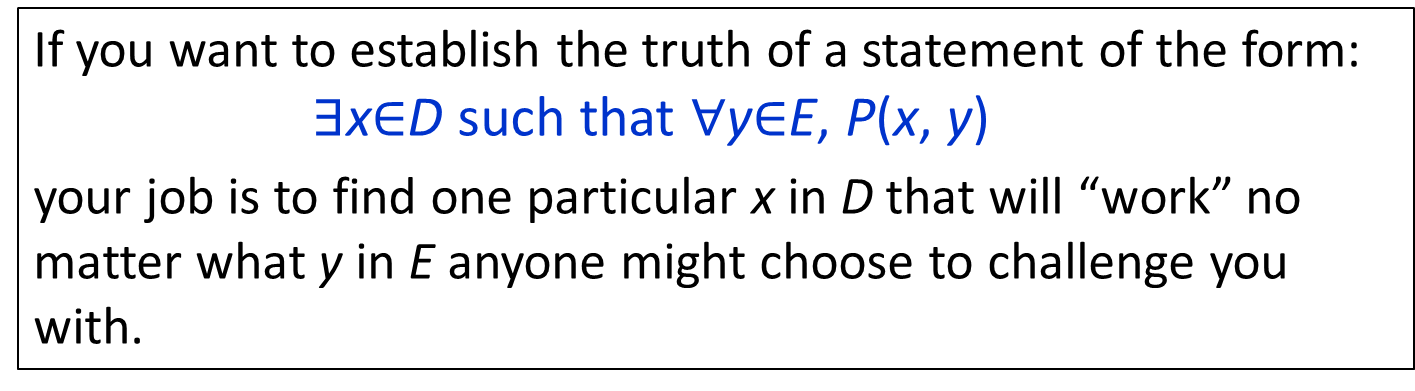 If you want to establish the truth of a statement of the form:
∃x∈D such that ∀y∈E, P(x, y)
your job is to find one particular x in D that will “work” no
matter what y in E anyone might choose to challenge you
with.